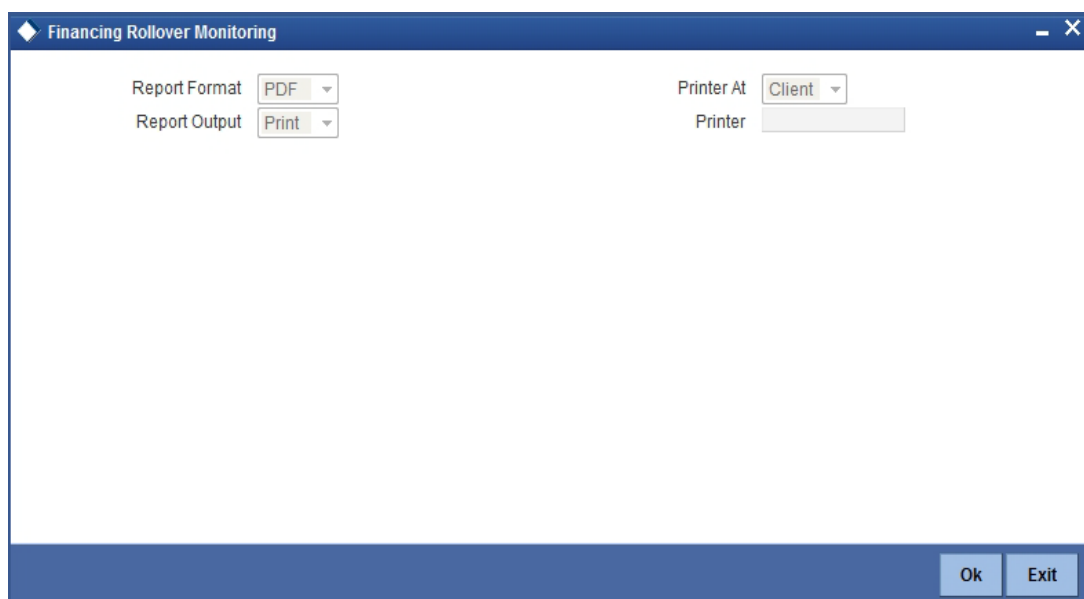 Financing Rollover Monitoring
Report Format PDF Printer At Client
Report Output Print Printer
Ok Exit